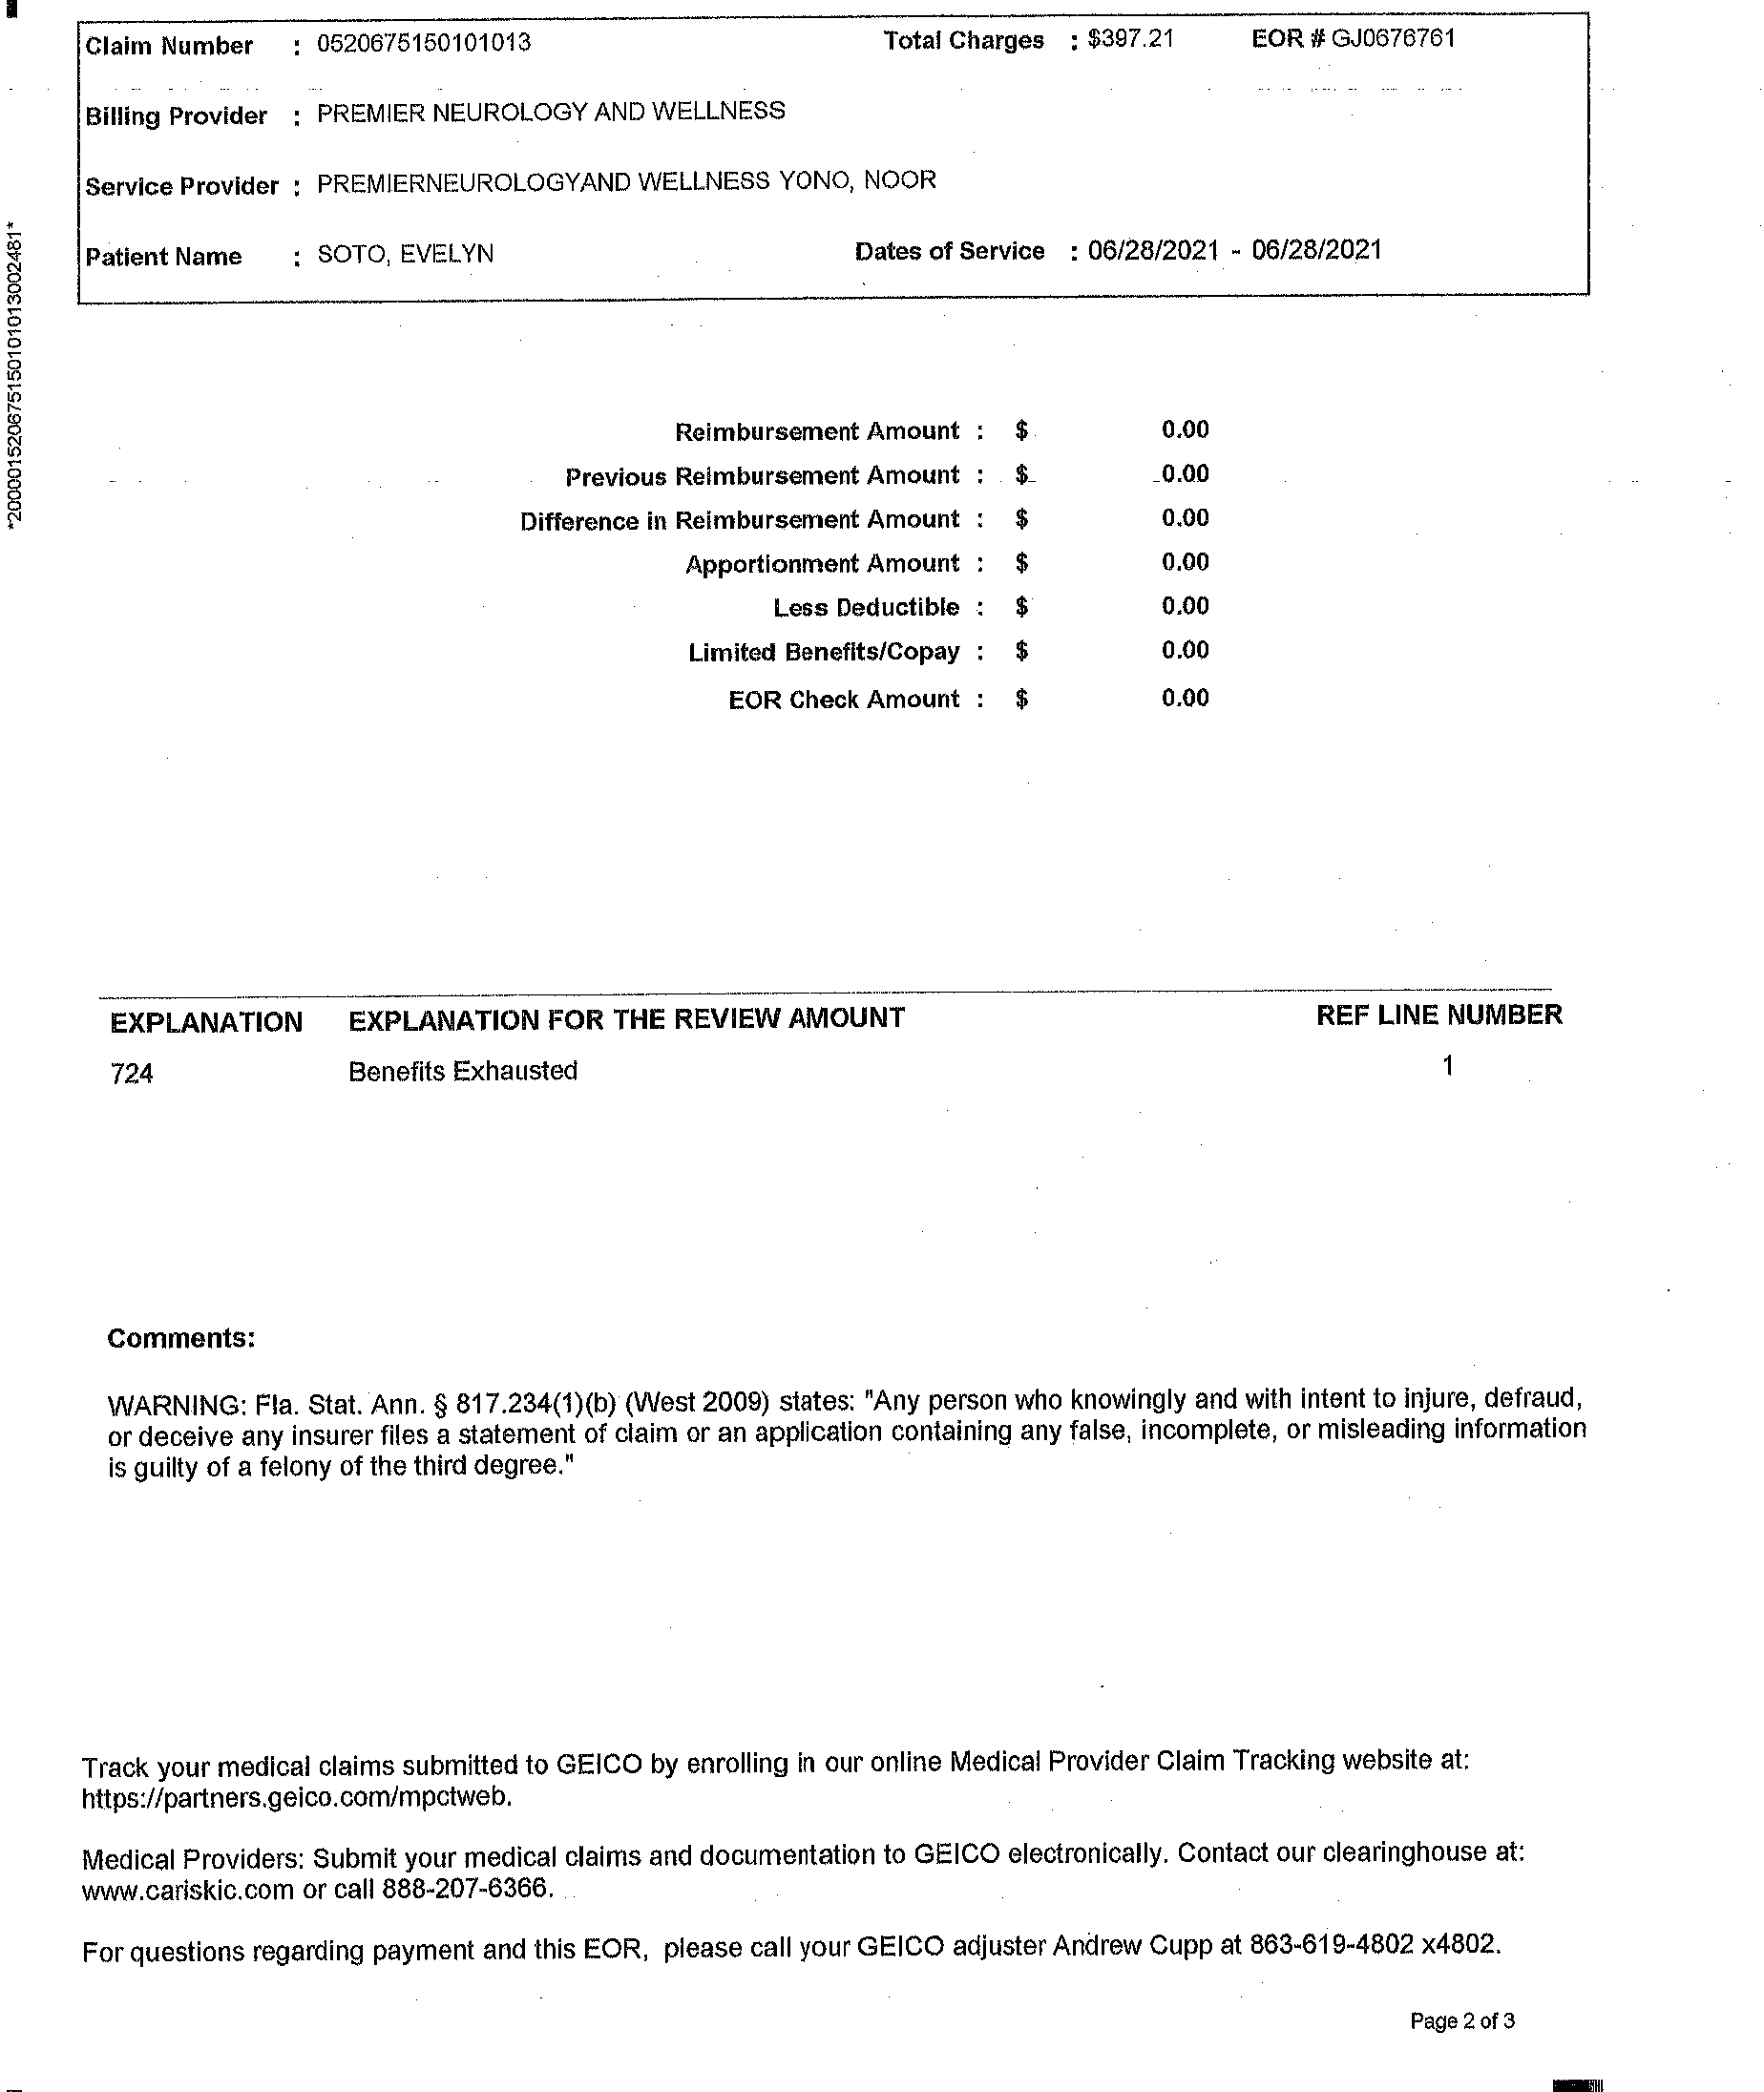 Claim Number : 0520675150101013 Total Charges : $397.21 EOR # GJ0676761
Billing Provider : PREMIER NEUROLOGY AND WELLNESS
Service Provider : PREMIERNEUROLOGYAND WELLNESS YONO, NOOR
Patient Name : SOTO, EVELYN Dates of Service : 06/28/2021 - 06/28/2021
*200001520675150101013002481*
Reimbursement Amount : $ 0.00
Previous Reimbursement Amount : $ 0.00
Difference in Reimbursement Amount : $ 0.00
Apportionment Amount : $ 0.00
Less Deductible : $ 0.00
Limited Benefits/Copay : $ 0.00
EOR Check Amount : $ 0.00
EXPLANATION EXPLANATION FOR THE REVIEW AMOUNT REF LINE NUMBER
724 Benefits Exhausted 1
Comments:
WARNING: Fla. Stat. Ann. § 817.234(1)(b) (West 2009) states: "Any person who knowingly and with intent to injure, defraud,
or deceive any insurer files a statement of claim or an application containing any false, incomplete, or misleading information
is guilty of a felony of the third degree."
Track your medical claims submitted to GEICO by enrolling in our online Medical Provider Claim Tracking website at:
https://partners.geico.com/mpctweb.
Medical Providers: Submit your medical claims and documentation to GEICO electronically. Contact our clearinghouse at:
www.cariskic.com or call 888-207-6366.
For questions regarding payment and this EOR, please call your GEICO adjuster Andrew Cupp at 863-619-4802 x4802.
Page 2 of 3